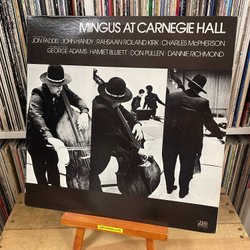 MINGUS AT CARNEGIE HALL
JON FADDIS JOHN HANDY RAHSAAN ROLAND KIRK CHARLES McPHERSON
GEORGE ADAMS HAMIET BLUIETT DON PULLEN DANNIE RICHMOND